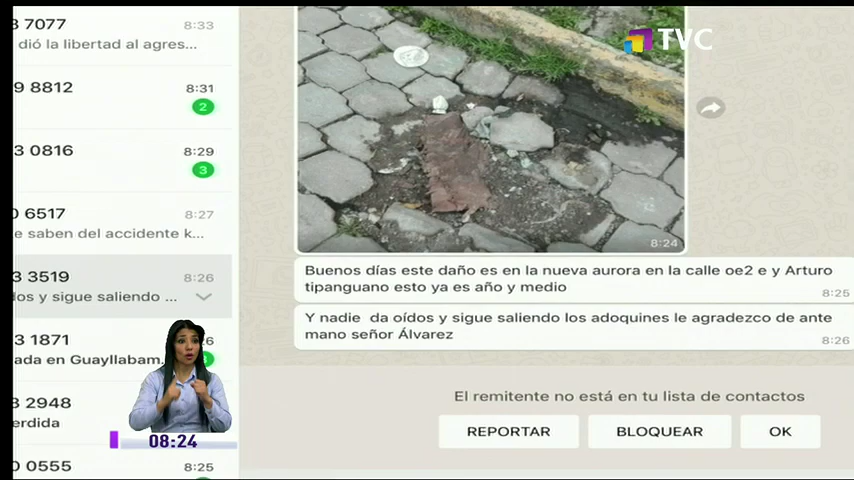 3 7077
8:33
dió la libertad al agres...
9 8812
8:31
2
3 0816
8:29
3
0 6517
8:27
e saben del accidente k...
3 3519
8:26
dos y sigue saliendo ...
3 1871
ada en Guayllabam.
3 2948
erdida
0 0555
8:25
08:24
TVC
8:24
Buenos días este daño es en la nueva aurora en la calle oe2 e y Arturo
tipanguano esto ya es año y medio
8:25
Y nadie da oídos y sigue saliendo los adoquines le agradezco de ante
mano señor Álvarez
8:26
El remitente no está en tu lista de contactos
REPORTAR
BLOQUEAR
OK